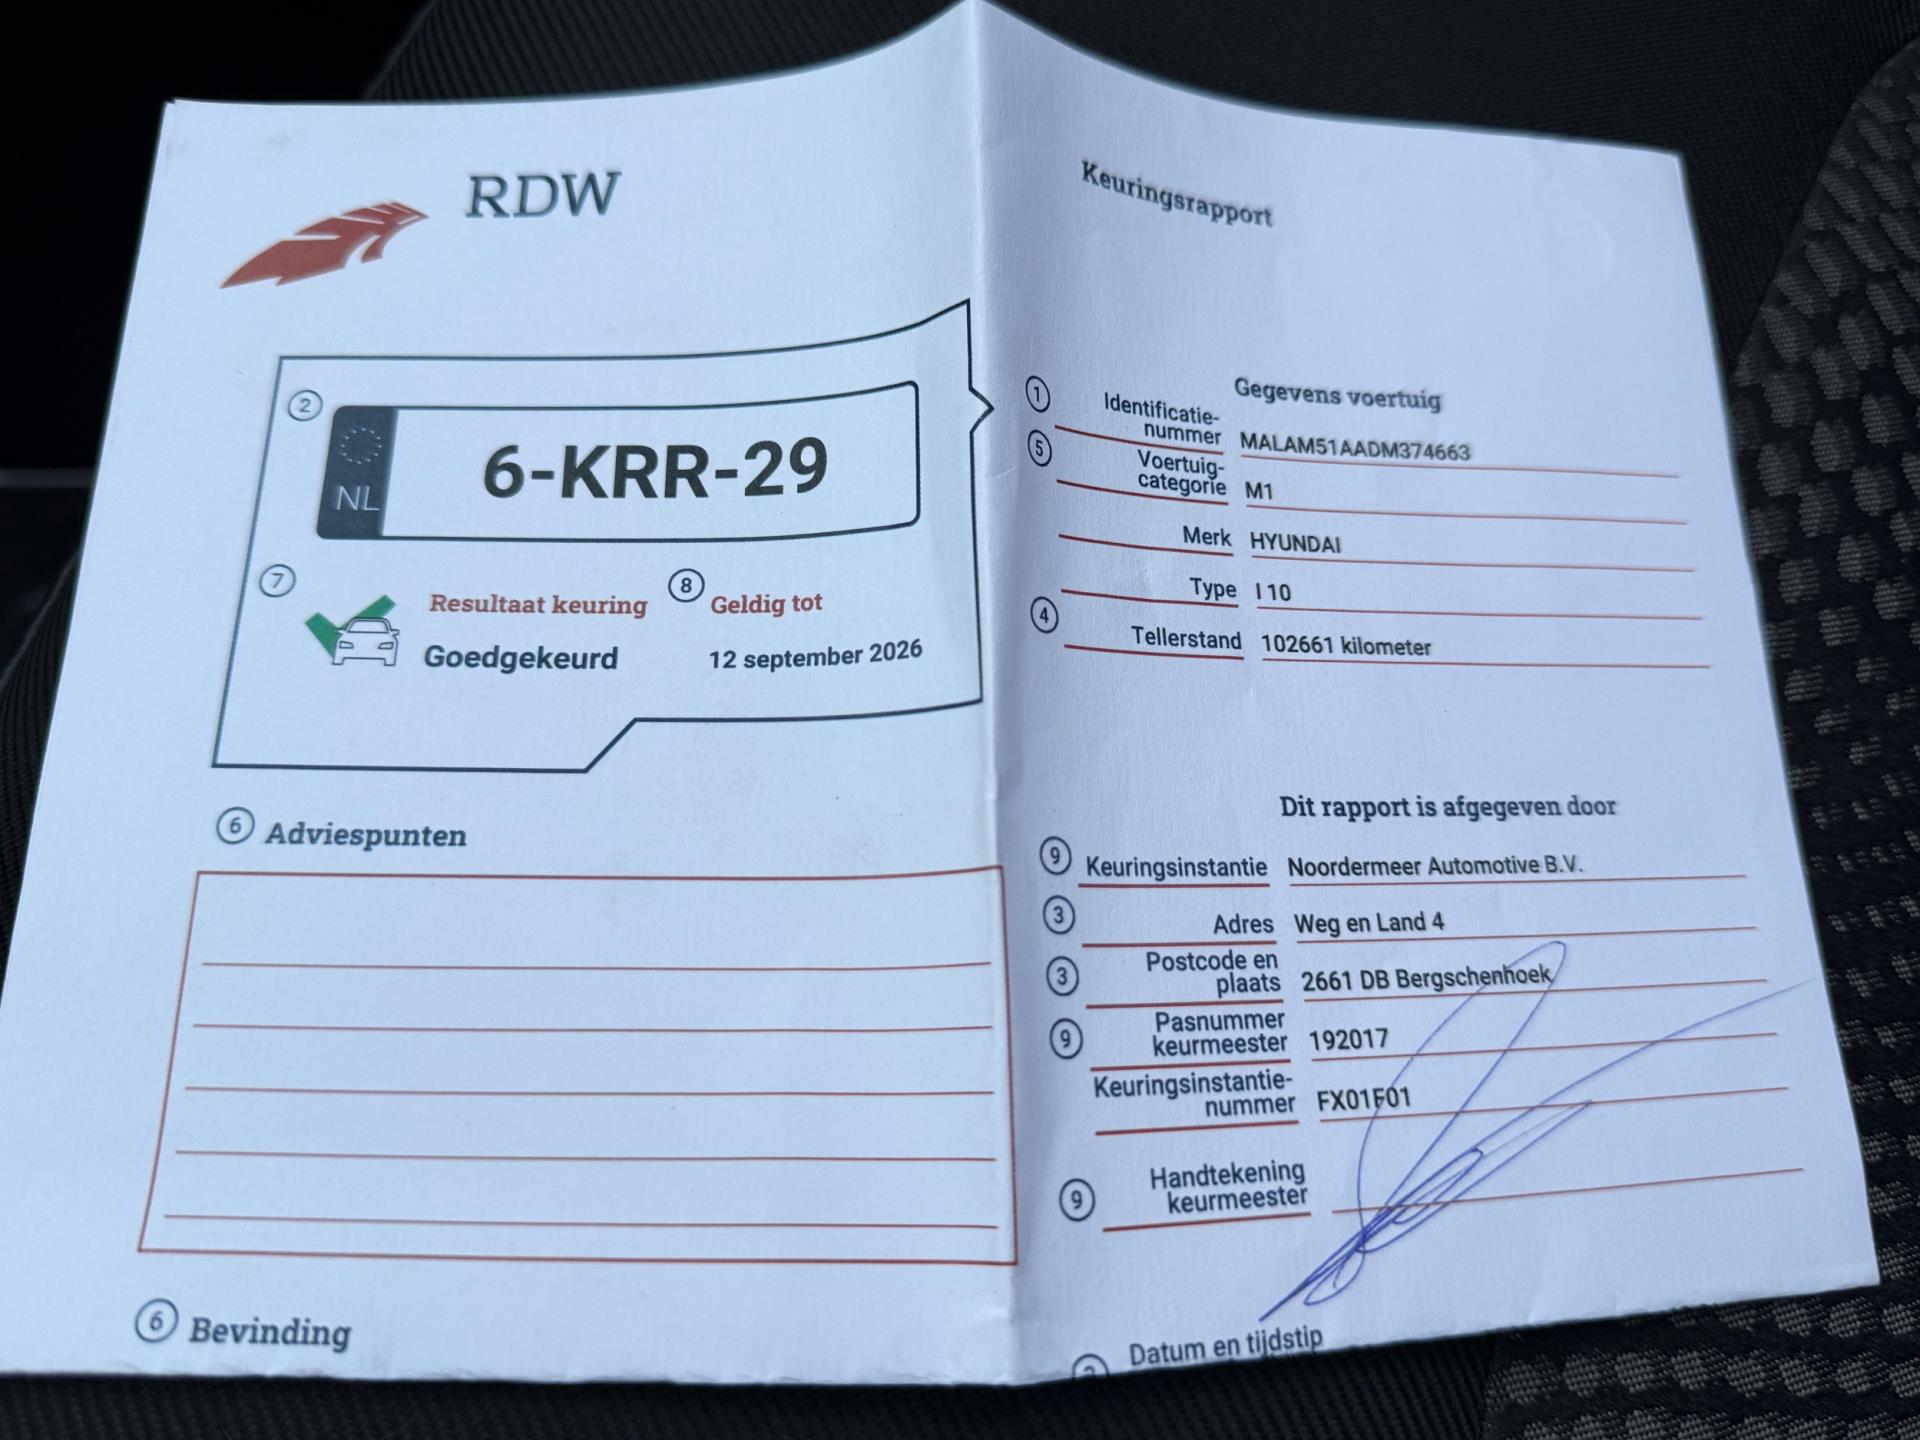 RDW
2
NL
6-KRR-29
7
Resultaat keuring
Goedgekeurd
8
Geldig tot
12 september 2026
6 Adviespunten
6 Bevinding
Keuringsrapport
Gegevens voertuig
1
Identificatie-
nummer MALAM51AADM374663
5
Voertuig-
categorie M1
Merk HYUNDAI
Type I 10
4
Tellerstand 102661 kilometer
Dit rapport is afgegeven door
9 Keuringsinstantie Noordermeer Automotive B.V.
3 Adres Weg en Land 4
3 Postcode en
plaats 2661 DB Bergschenhoek
9 Pasnummer
keurmeester 192017
Keuringsinstantie-
nummer FX01F01
9 Handtekening
keurmeester
Datum en tijdstip